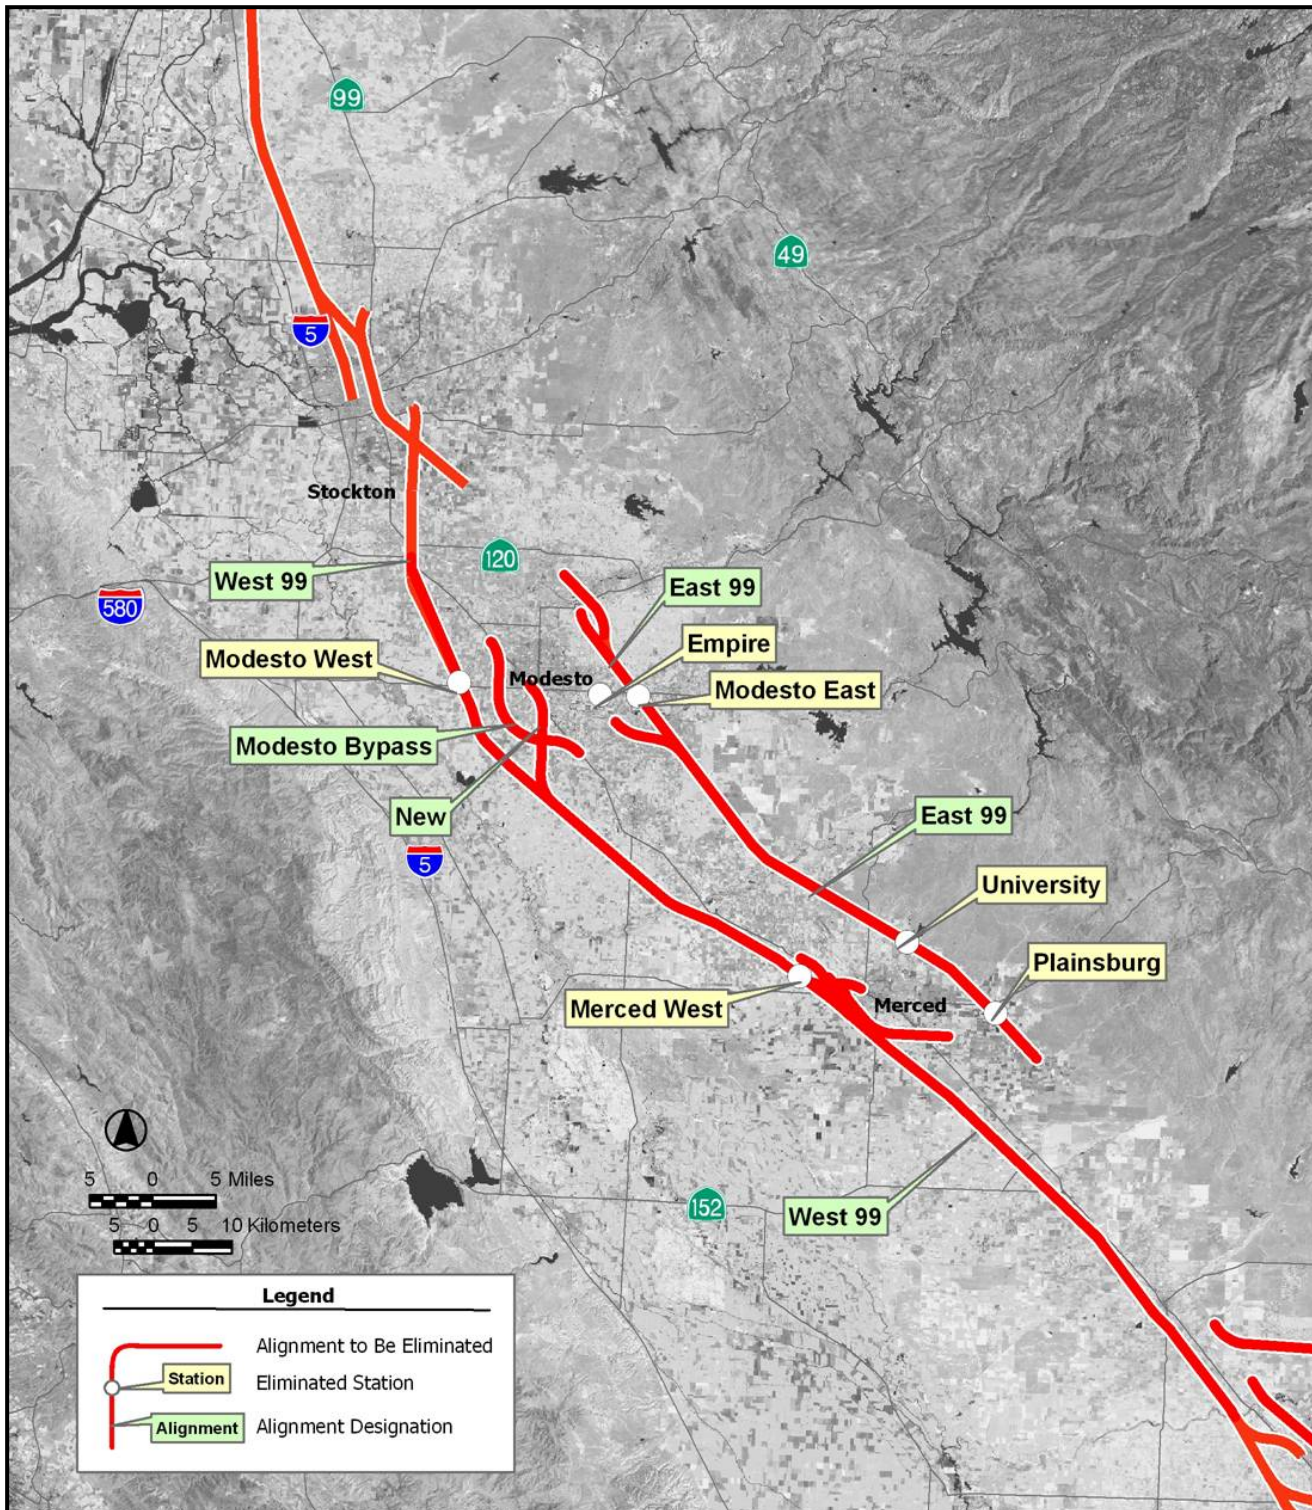 99
49
5
Stockton
120
West 99
East 99
580
Empire
Modesto West
Modesto
Modesto East
Modesto Bypass
New
East 99
5
University
Plainsburg
Merced West
Merced
5 0 5 Miles
152
West 99
5 0 5 10 Kilometers
Legend
Alignment to Be Eliminated
Station
Eliminated Station
Alignment
Alignment Designation